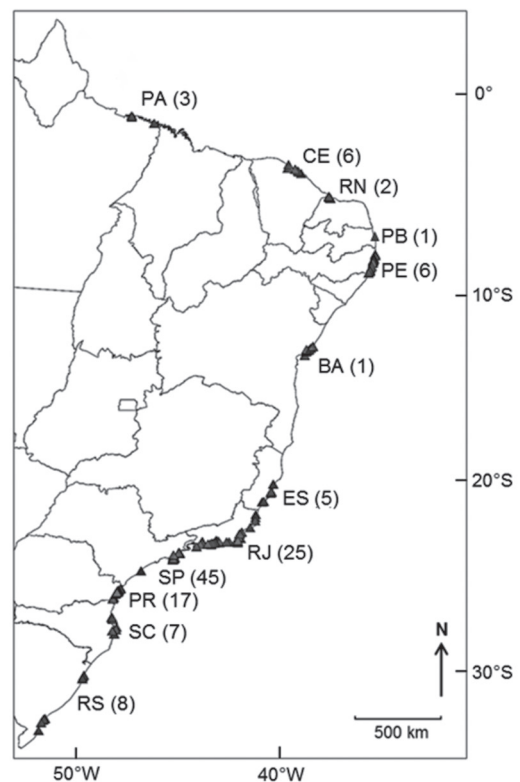 0°
PA (3)
CE (6)
RN (2)
PB (1)
PE (6)
10°S
BA (1)
20°S
ES (5)
RJ (25)
SP (45)
PR (17)
SC (7)
N
30°S
RS (8)
500 km
50°W 40°W